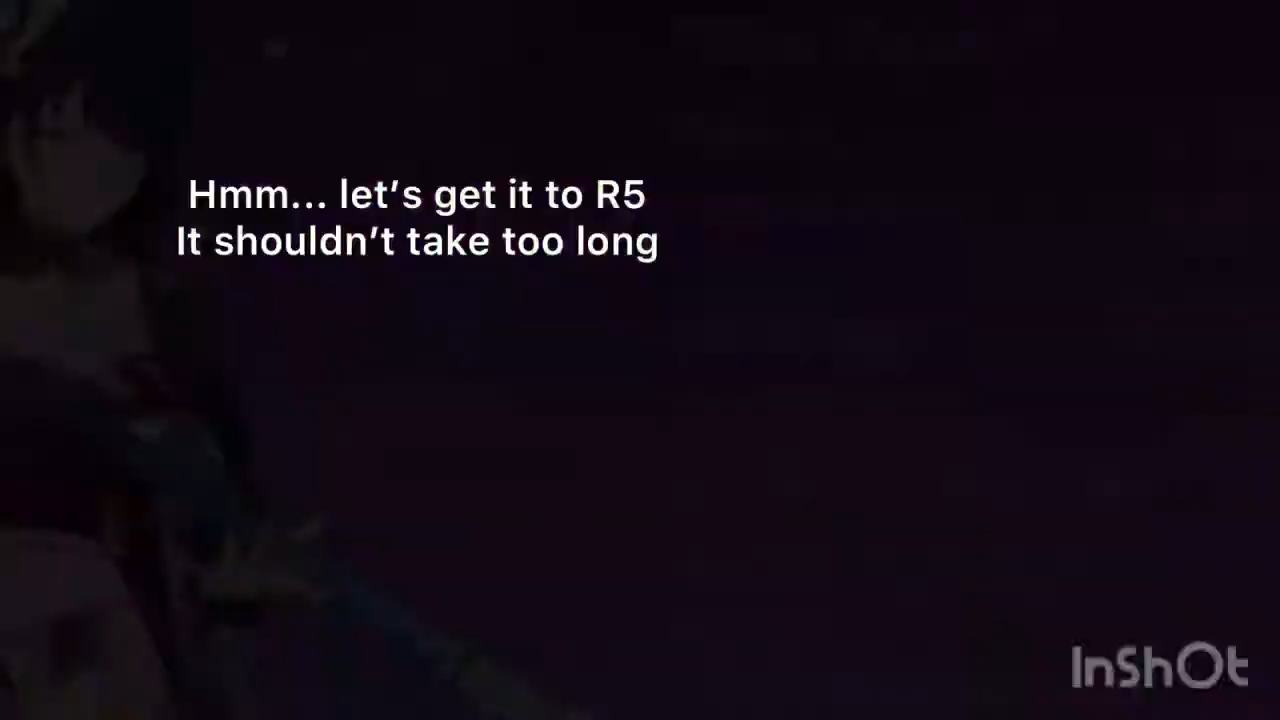 Hmm... let’s get it to R5
It shouldn’t take too long
InShOt